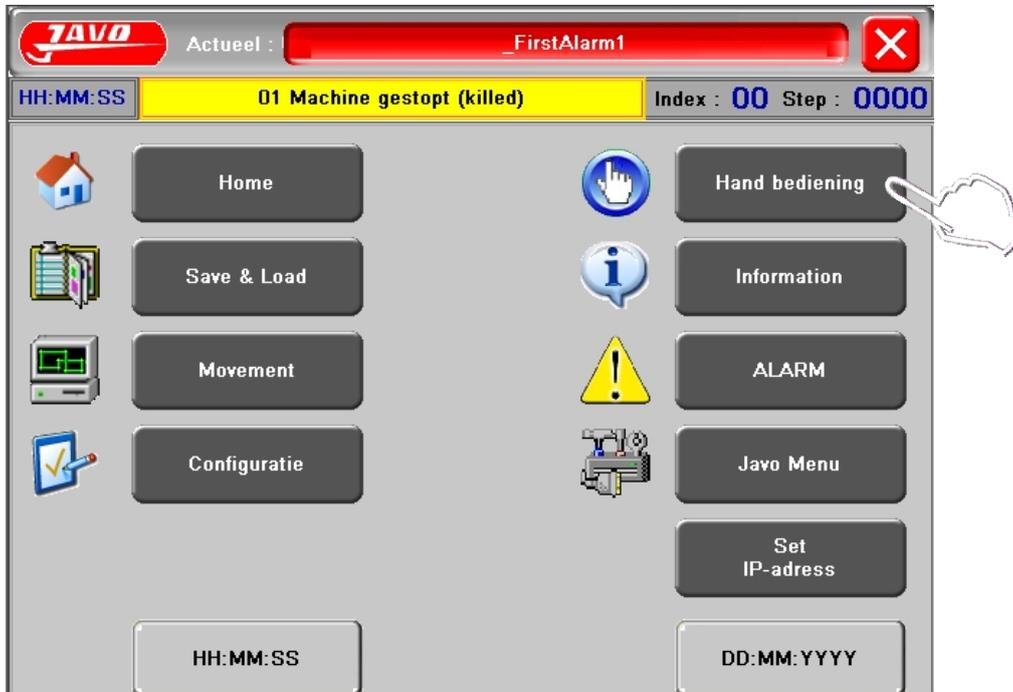 JAVO
Actueel :
_FirstAlarm1
HH:MM:SS
01 Machine gestopt (killed)
Index : 00 Step : 0000
Home
Hand bediening
Save & Load
Information
Movement
ALARM
Configuratie
Javo Menu
Set
IP-adress
HH:MM:SS
DD:MM:YYYY